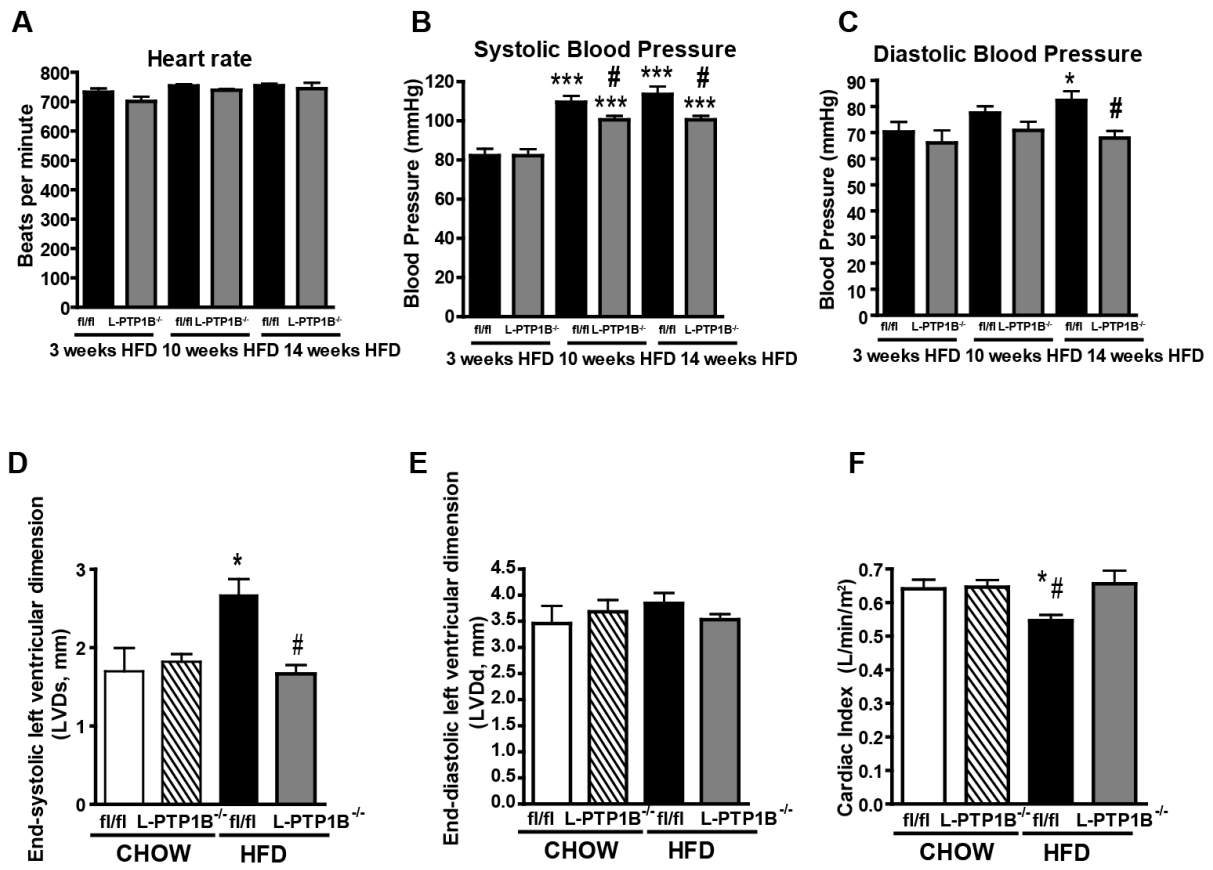 A
Heart rate
Beats per minute
800
700
600
500
400
300
200
100
0
fl/fl L-PTP1B-/- fl/fl L-PTP1B-/- fl/fl L-PTP1B-/-
3 weeks HFD 10 weeks HFD 14 weeks HFD
B
Systolic Blood Pressure
Blood Pressure (mmHg)
120
100
80
60
40
20
0
*** # *** #
*** ***
fl/fl L-PTP1B-/- fl/fl L-PTP1B-/- fl/fl L-PTP1B-/-
3 weeks HFD 10 weeks HFD 14 weeks HFD
C
Diastolic Blood Pressure
Blood Pressure (mmHg)
90
80
70
60
50
40
30
20
10
0
* #
fl/fl L-PTP1B-/- fl/fl L-PTP1B-/- fl/fl L-PTP1B-/-
3 weeks HFD 10 weeks HFD 14 weeks HFD
D
End-systolic left ventricular dimension
(LVDs, mm)
3
2
1
0
*
#
fl/fl L-PTP1B-/- fl/fl L-PTP1B-/-
CHOW HFD
E
End-diastolic left ventricular dimension
(LVDd, mm)
4.5
4.0
3.5
3.0
2.5
2.0
1.5
1.0
0.5
0.0
fl/fl L-PTP1B-/- fl/fl L-PTP1B-/-
CHOW HFD
F
Cardiac Index (L/min/m²)
0.7
0.6
0.5
0.4
0.3
0.2
0.1
0.0
*#
fl/fl L-PTP1B-/- fl/fl L-PTP1B-/-
CHOW HFD